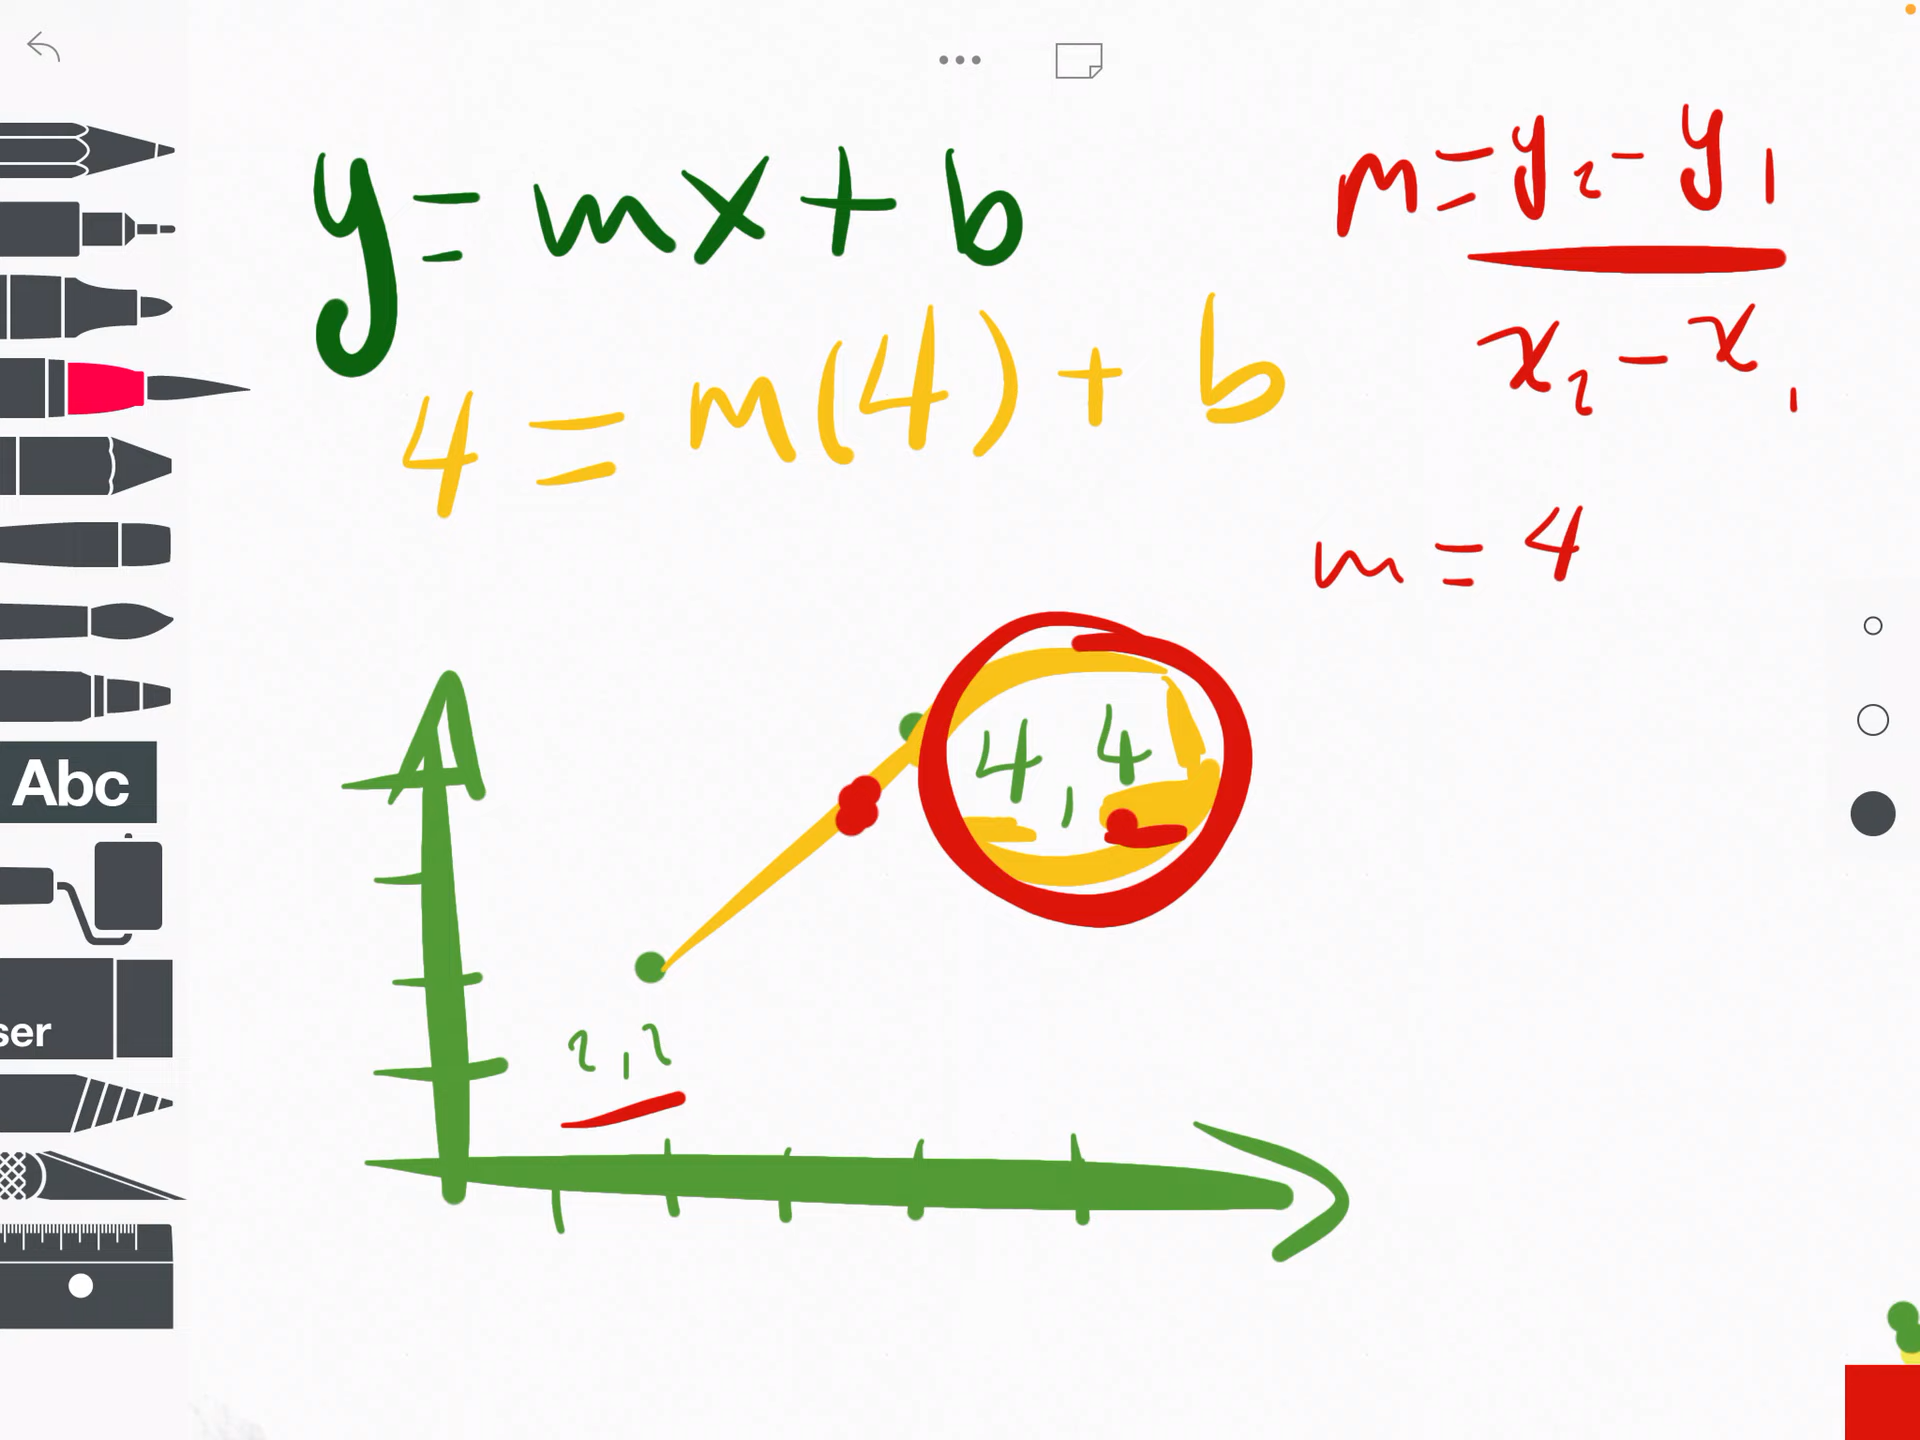 y = mx + b
m = y₂ - y₁
x₂ - x₁
4 = m(4) + b
m = 4
4, 4
2, 2
Abc
ser